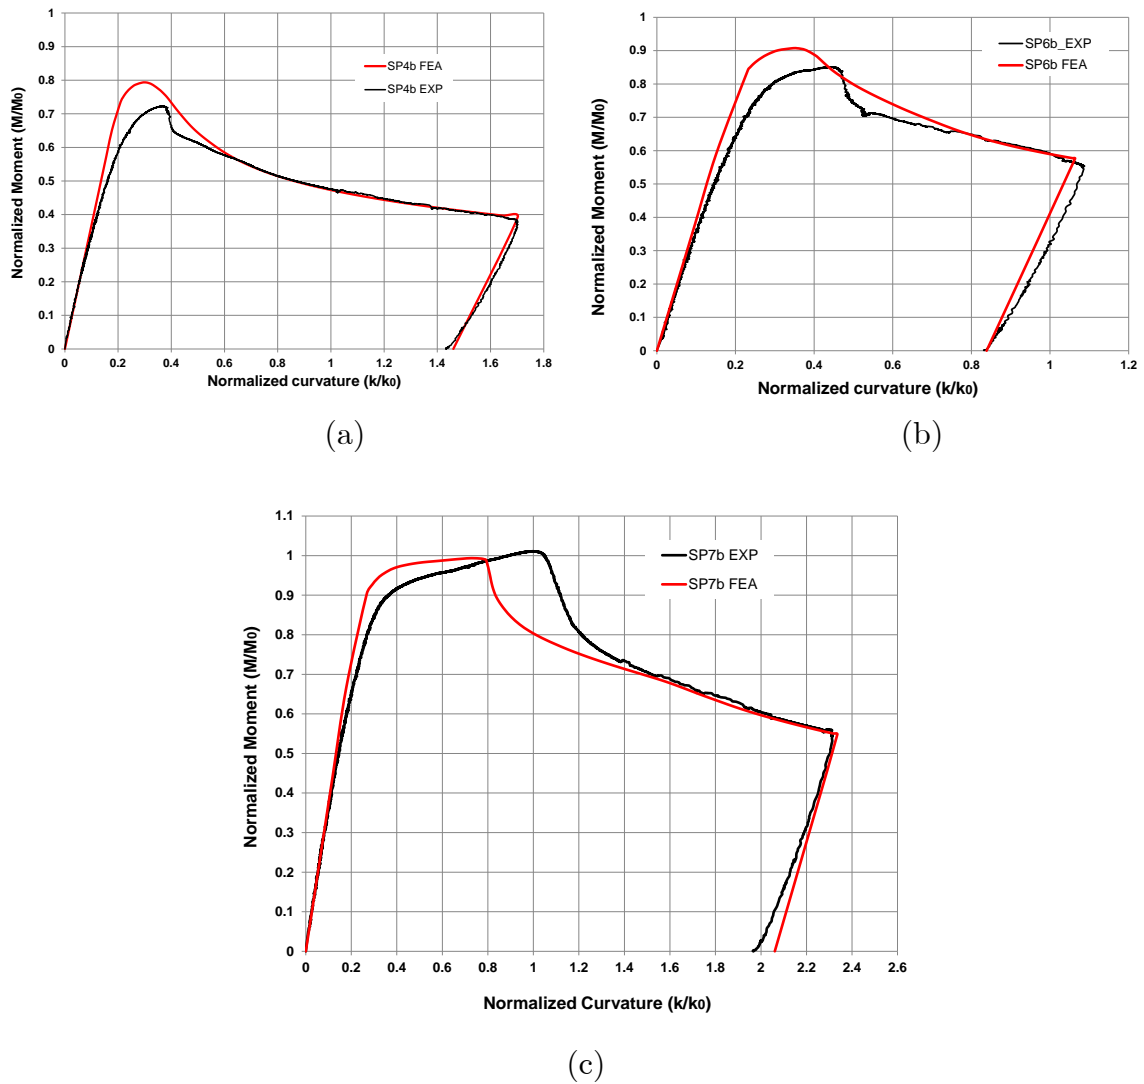 1
0.9
0.8
0.7
0.6
0.5
0.4
0.3
0.2
0.1
0
Normalized Moment (M/M0)
SP4b FEA
SP4b EXP
0 0.2 0.4 0.6 0.8 1 1.2 1.4 1.6 1.8
Normalized curvature (k/k0)
(a)
1
0.9
0.8
0.7
0.6
0.5
0.4
0.3
0.2
0.1
0
Normalized Moment (M/M0)
SP6b_EXP
SP6b FEA
0 0.2 0.4 0.6 0.8 1 1.2
Normalized curvature (k/k0)
(b)
1.1
1
0.9
0.8
0.7
0.6
0.5
0.4
0.3
0.2
0.1
0
Normalized Moment (M/M0)
SP7b EXP
SP7b FEA
0 0.2 0.4 0.6 0.8 1 1.2 1.4 1.6 1.8 2 2.2 2.4 2.6
Normalized Curvature (k/k0)
(c)